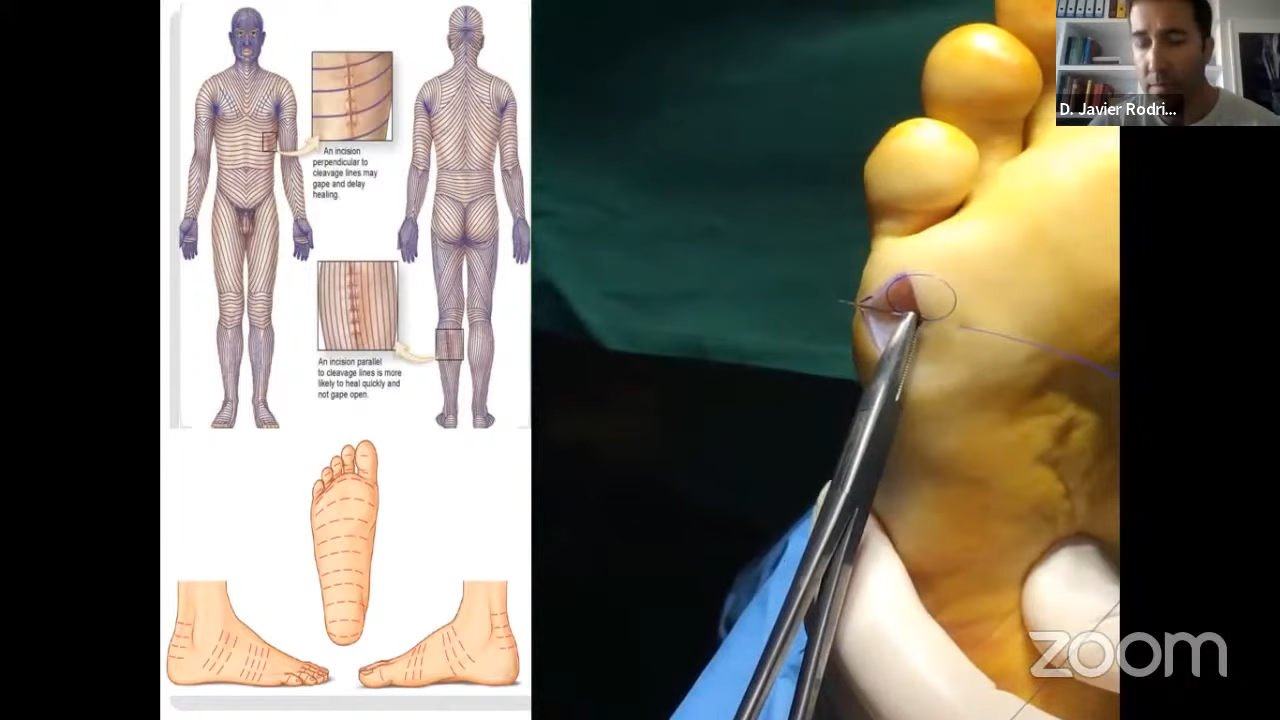 An incision
perpendicular to
cleavage lines may
gape and delay
healing.
An incision parallel
to cleavage lines is more
likely to heal quickly and
not gape open.
D. Javier Rodri...
zoom